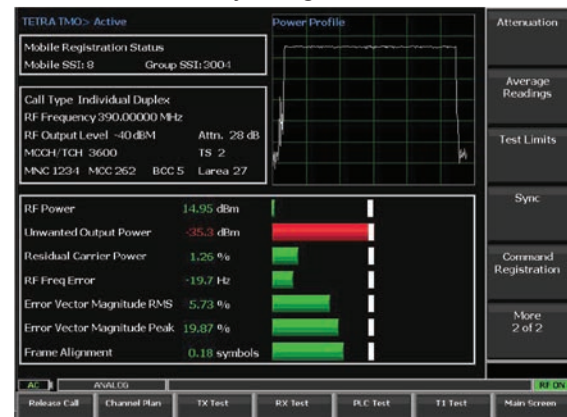 TETRA TMO> Active
Power Profile
Attenuation
Mobile Registration Status
Mobile SSI: 8 Group SSI: 3004
Average
Readings
Call Type Individual Duplex
RF Frequency 390.00000 MHz
RF Output Level -40 dBM Attn. 28 dB
MCCH/TCH 3600 TS 2
MNC 1234 MCC 262 BCC 5 Larea 27
Test Limits
RF Power 14.95 dBm
Unwanted Output Power -35.3 dBm
Residual Carrier Power 1.26 %
RF Freq Error -19.7 Hz
Error Vector Magnitude RMS 5.73 %
Error Vector Magnitude Peak 19.87 %
Frame Alignment 0.18 symbols
Sync
Command
Registration
More
2 of 2
AC ANALOG RF ON
Release Call Channel Plan TX Test RX Test PLC Test T1 Test Main Screen